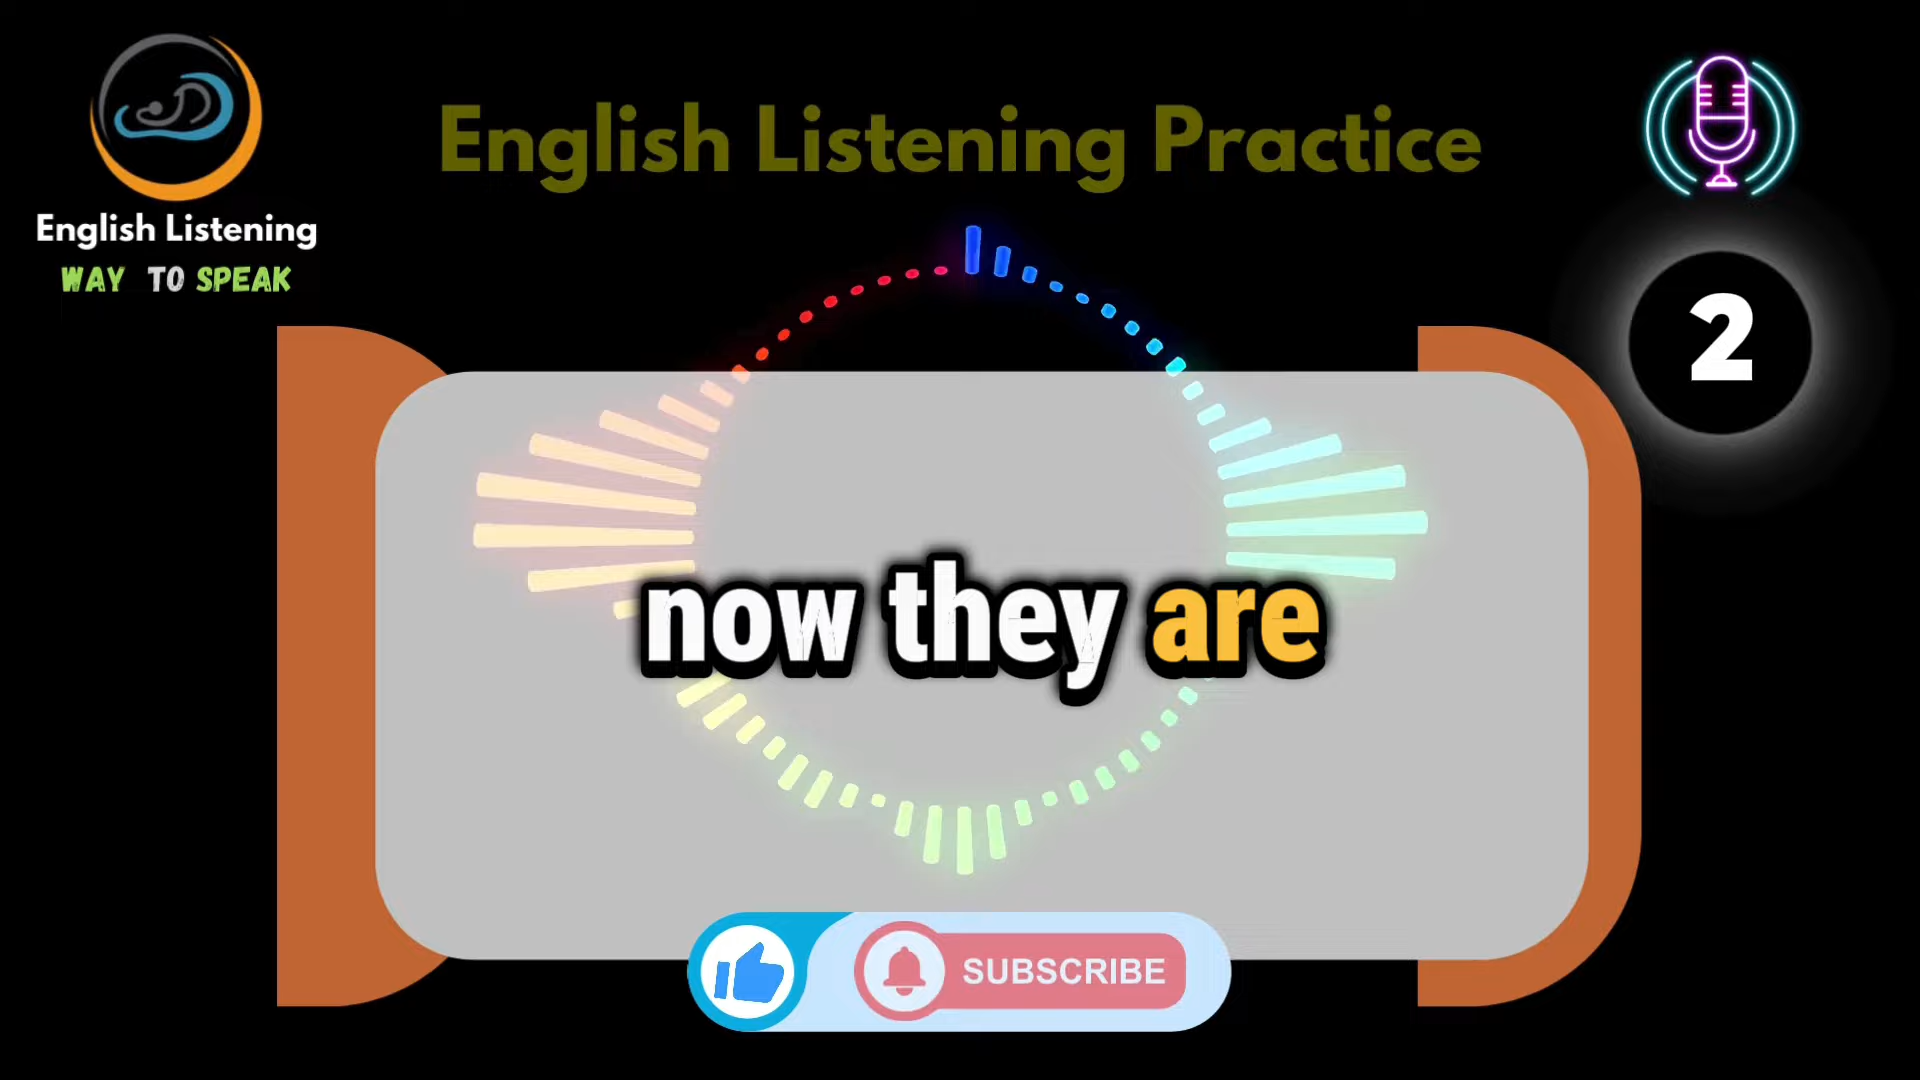 English Listening Practice
English Listening
WAY TO SPEAK
2
now they are
SUBSCRIBE